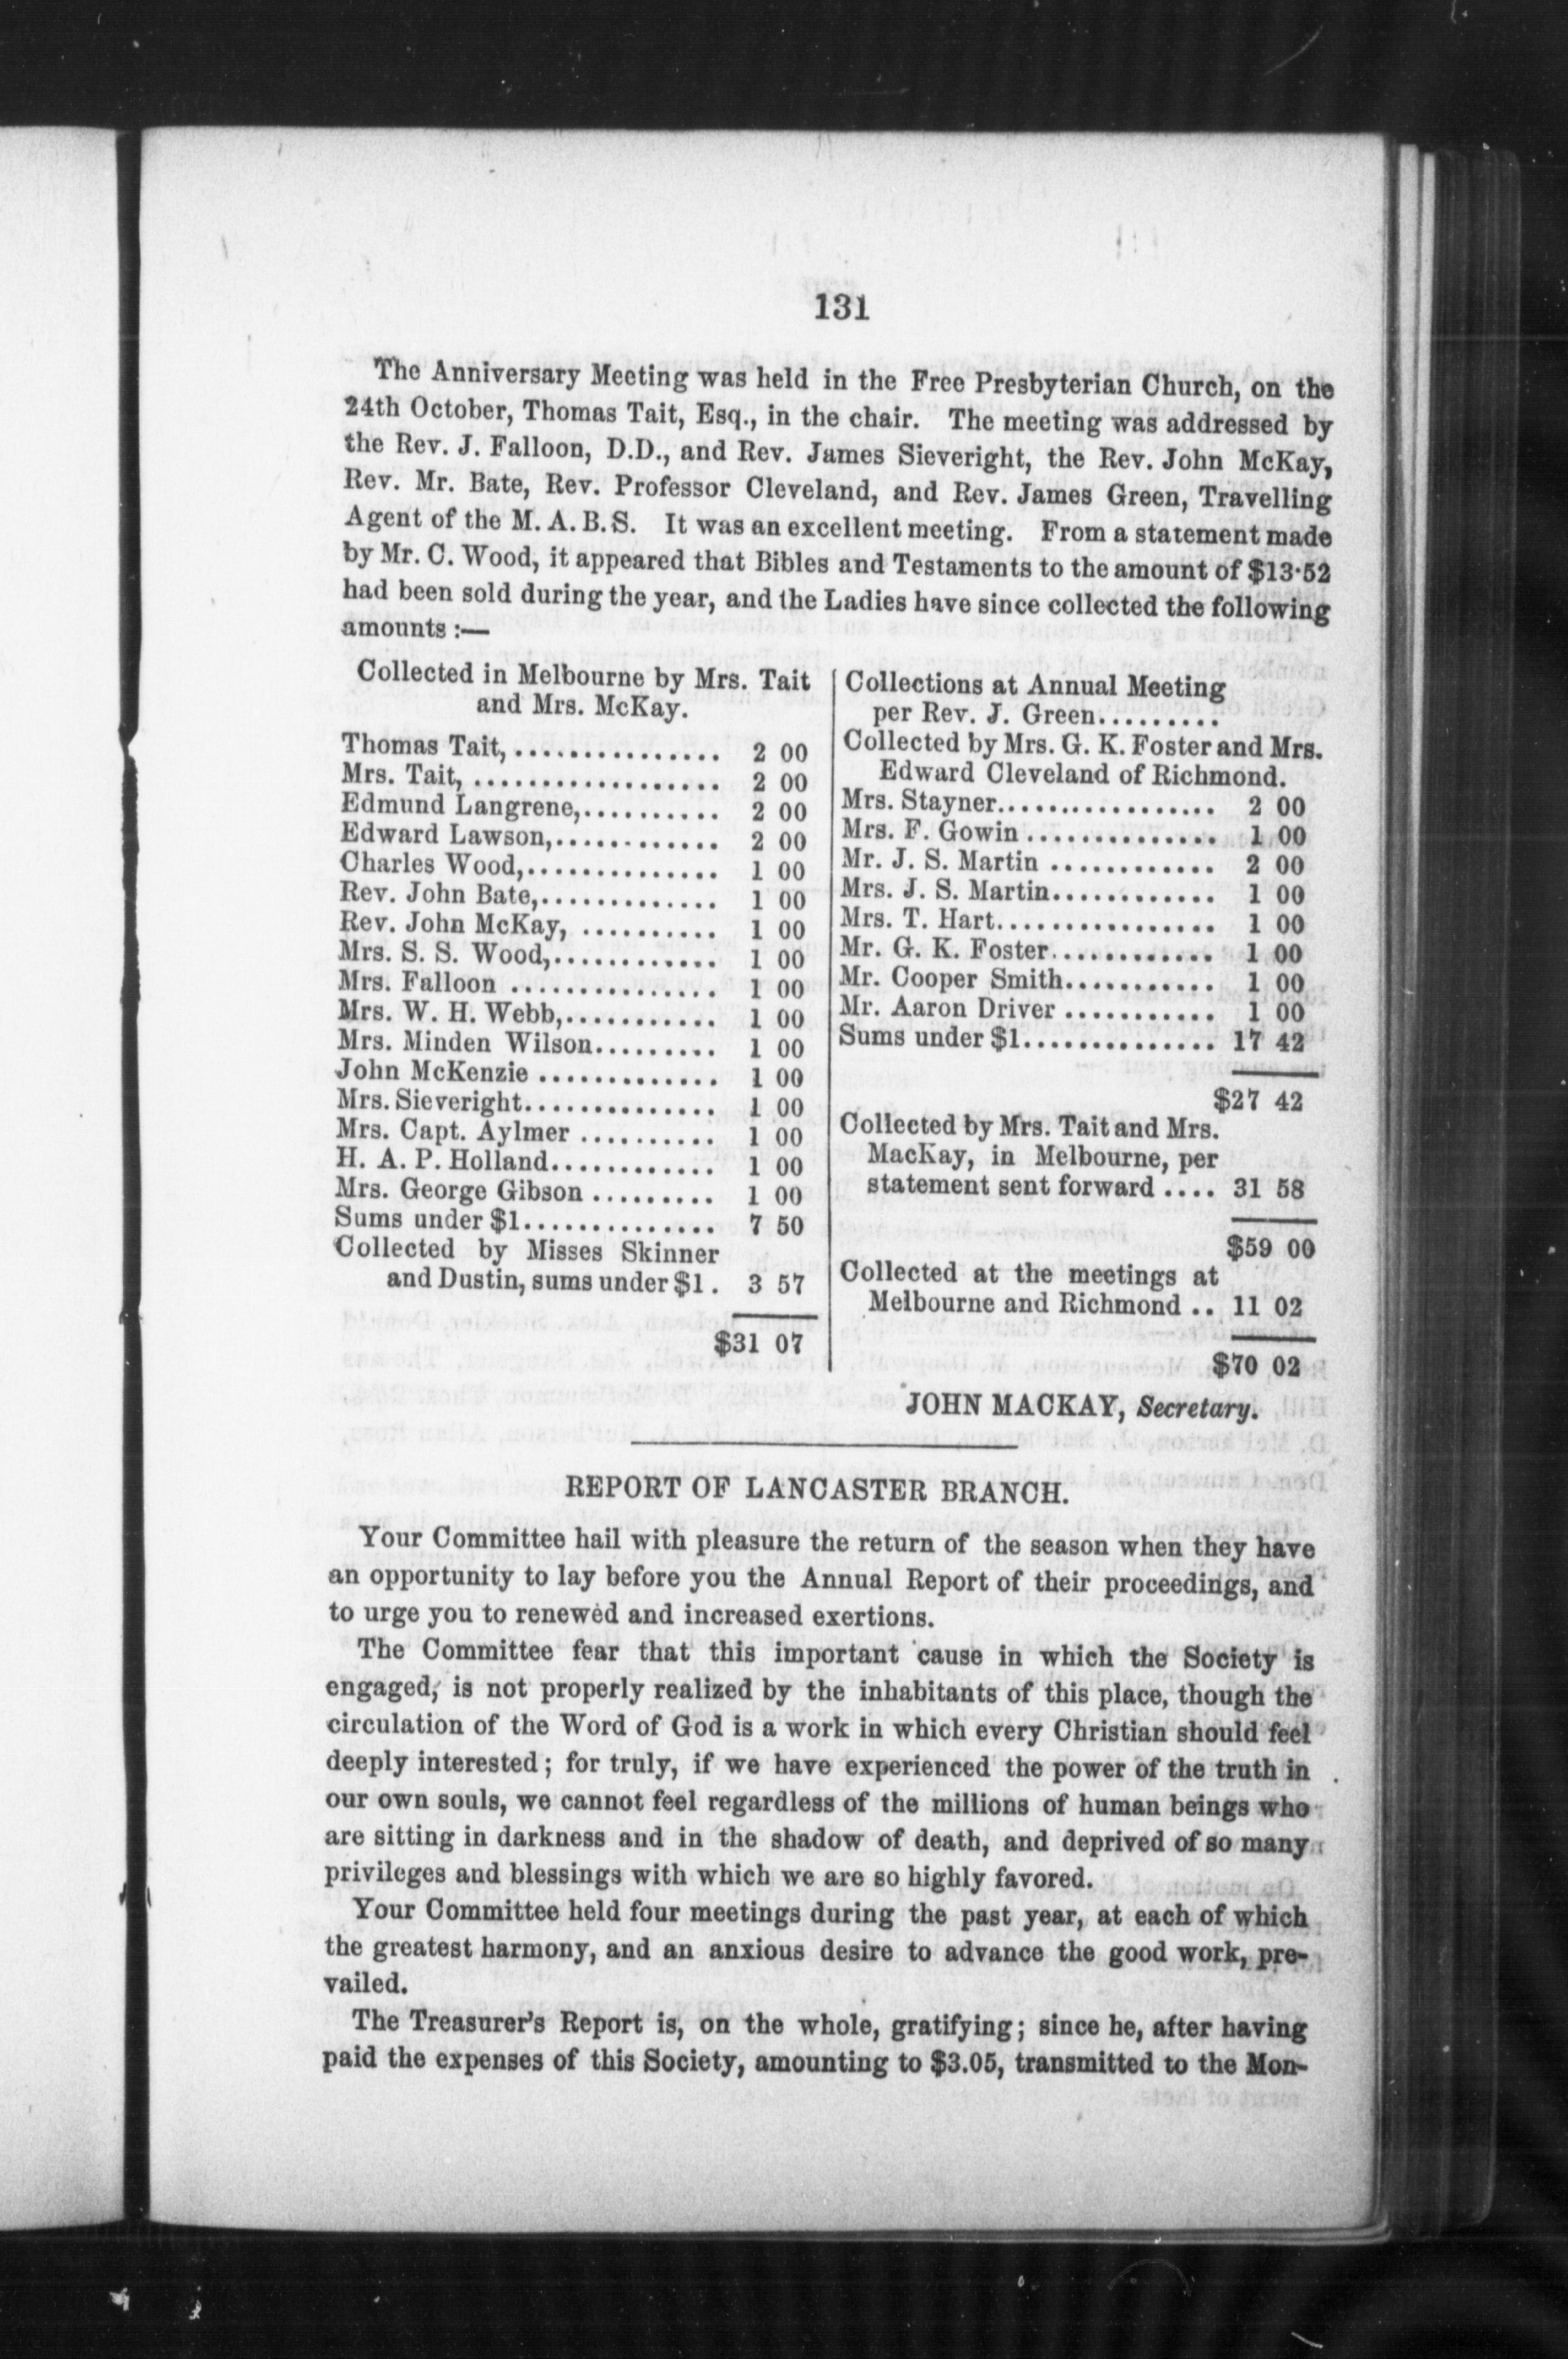 131
The Anniversary Meeting was held in the Free Presbyterian Church, on the
24th October, Thomas Tait, Esq., in the chair. The meeting was addressed by
the Rev. J. Falloon, D.D., and Rev. James Sieveright, the Rev. John McKay,
Rev. Mr. Bate, Rev. Professor Cleveland, and Rev. James Green, Travelling
Agent of the M. A. B. S. It was an excellent meeting. From a statement made
by Mr. C. Wood, it appeared that Bibles and Testaments to the amount of $13·52
had been sold during the year, and the Ladies have since collected the following
amounts :—
Collected in Melbourne by Mrs. Tait
and Mrs. McKay.
Thomas Tait, ............... 2 00
Mrs. Tait, .................. 2 00
Edmund Langrene,.......... 2 00
Edward Lawson,............ 2 00
Charles Wood,.............. 1 00
Rev. John Bate,............. 1 00
Rev. John McKay, .......... 1 00
Mrs. S. S. Wood,............ 1 00
Mrs. Falloon ............... 1 00
Mrs. W. H. Webb,........... 1 00
Mrs. Minden Wilson......... 1 00
John McKenzie ............. 1 00
Mrs. Sieveright.............. 1 00
Mrs. Capt. Aylmer .......... 1 00
H. A. P. Holland............ 1 00
Mrs. George Gibson ......... 1 00
Sums under $1.............. 7 50
Collected by Misses Skinner
and Dustin, sums under $1. 3 57
$31 07
Collections at Annual Meeting
per Rev. J. Green.........
Collected by Mrs. G. K. Foster and Mrs.
Edward Cleveland of Richmond.
Mrs. Stayner................ 2 00
Mrs. F. Gowin .............. 1 00
Mr. J. S. Martin ............ 2 00
Mrs. J. S. Martin............ 1 00
Mrs. T. Hart................ 1 00
Mr. G. K. Foster............ 1 00
Mr. Cooper Smith........... 1 00
Mr. Aaron Driver ........... 1 00
Sums under $1.............. 17 42
$27 42
Collected by Mrs. Tait and Mrs.
MacKay, in Melbourne, per
statement sent forward .... 31 58
$59 00
Collected at the meetings at
Melbourne and Richmond .. 11 02
$70 02
JOHN MACKAY, Secretary.
REPORT OF LANCASTER BRANCH.
Your Committee hail with pleasure the return of the season when they have
an opportunity to lay before you the Annual Report of their proceedings, and
to urge you to renewed and increased exertions.
The Committee fear that this important cause in which the Society is
engaged, is not properly realized by the inhabitants of this place, though the
circulation of the Word of God is a work in which every Christian should feel
deeply interested; for truly, if we have experienced the power of the truth in
our own souls, we cannot feel regardless of the millions of human beings who
are sitting in darkness and in the shadow of death, and deprived of so many
privileges and blessings with which we are so highly favored.
Your Committee held four meetings during the past year, at each of which
the greatest harmony, and an anxious desire to advance the good work, pre-
vailed.
The Treasurer's Report is, on the whole, gratifying; since he, after having
paid the expenses of this Society, amounting to $3.05, transmitted to the Mon-